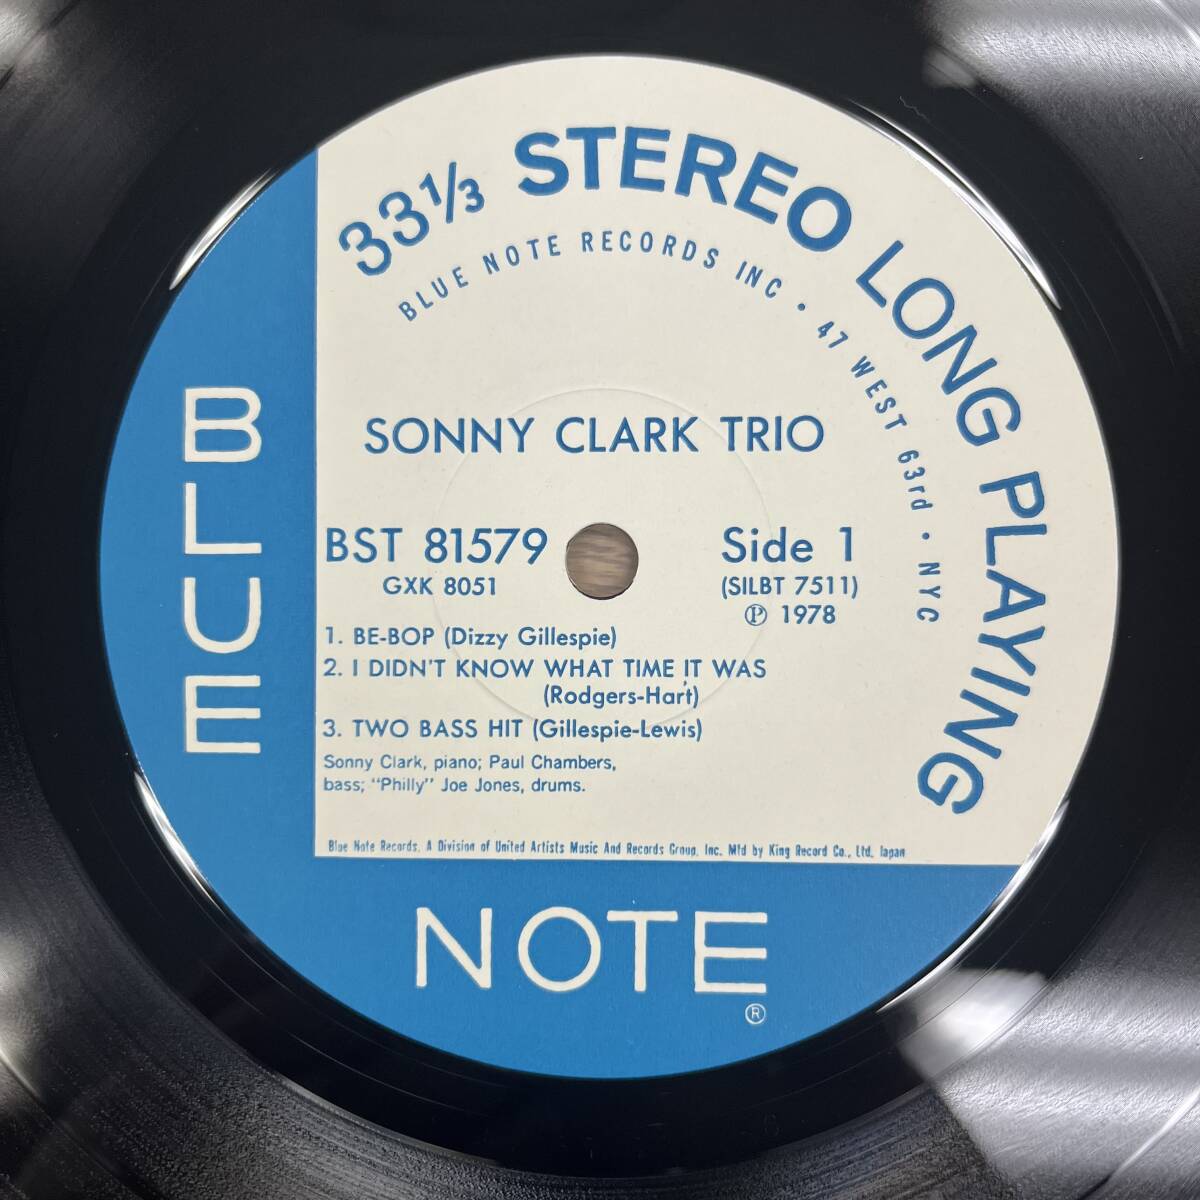 33⅓ STEREO LONG PLAYING
BLUE NOTE RECORDS INC • 47 WEST 63rd • NYC
SONNY CLARK TRIO
BST 81579
GXK 8051
Side 1
(SILBT 7511)
Ⓟ 1978
1. BE-BOP (Dizzy Gillespie)
2. I DIDN'T KNOW WHAT TIME IT WAS
(Rodgers-Hart)
3. TWO BASS HIT (Gillespie-Lewis)
Sonny Clark, piano; Paul Chambers,
bass; "Philly" Joe Jones, drums.
Blue Note Records, A Division of United Artists Music And Records Group, Inc. Mfd by King Record Co., Ltd. Japan
BLUE
NOTE
®